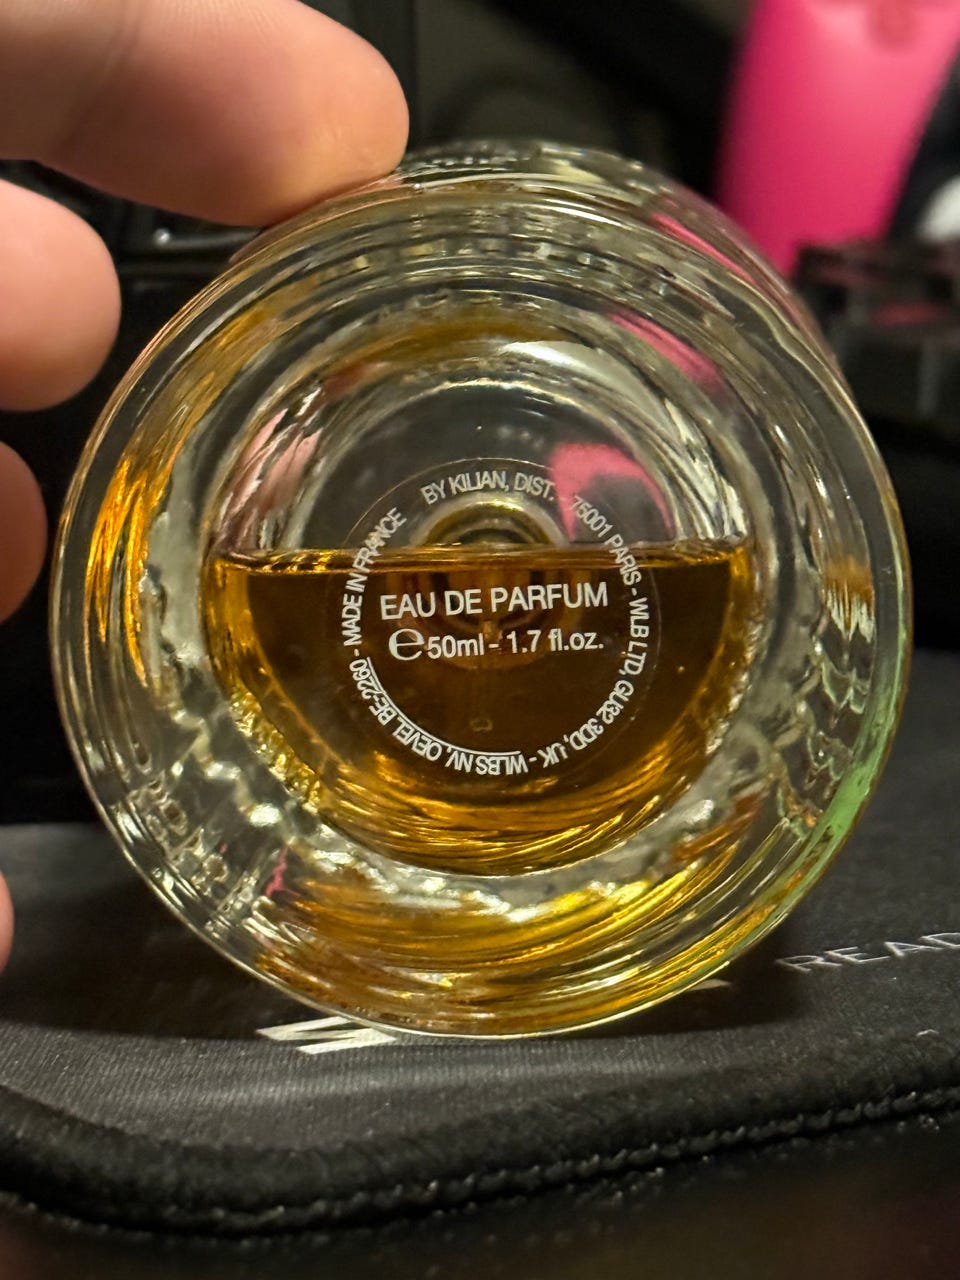 BY KILIAN, DIST. - 75001 PARIS - WLB LTD, GU32 3DD, UK - WLBS NV, OEVEL BE-2260 - MADE IN FRANCE
EAU DE PARFUM
℮50ml - 1.7 fl.oz.
READ